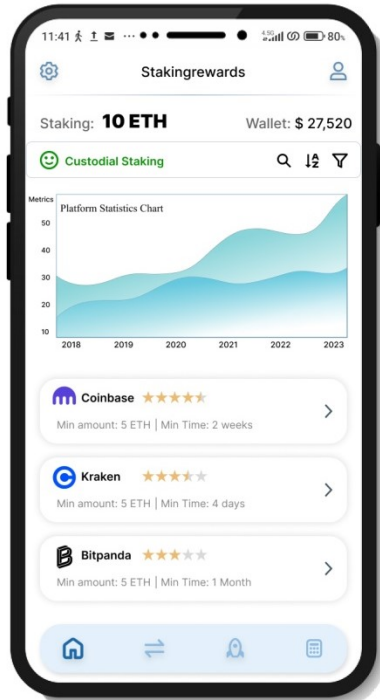 11:41 4.5G 80%
Stakingrewards
Staking: 10 ETH Wallet: $ 27,520
Custodial Staking
Metrics
Platform Statistics Chart
50
40
30
20
10
2018 2019 2020 2021 2022 2023
Coinbase
Min amount: 5 ETH | Min Time: 2 weeks
Kraken
Min amount: 5 ETH | Min Time: 4 days
Bitpanda
Min amount: 5 ETH | Min Time: 1 Month